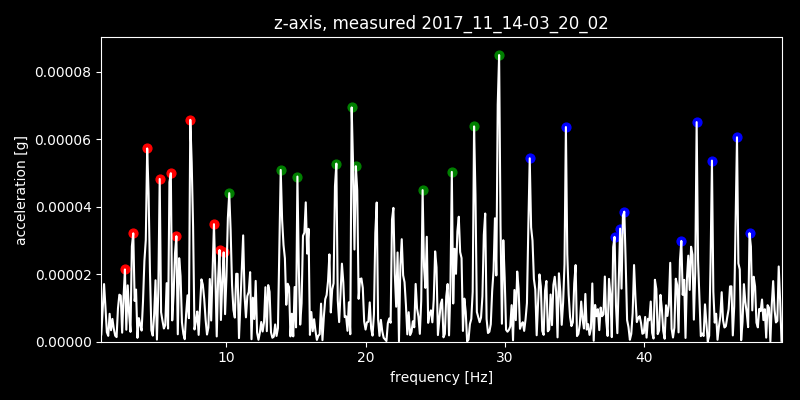 z-axis, measured 2017_11_14-03_20_02
acceleration [g]
0.00008
0.00006
0.00004
0.00002
0.00000
10 20 30 40
frequency [Hz]